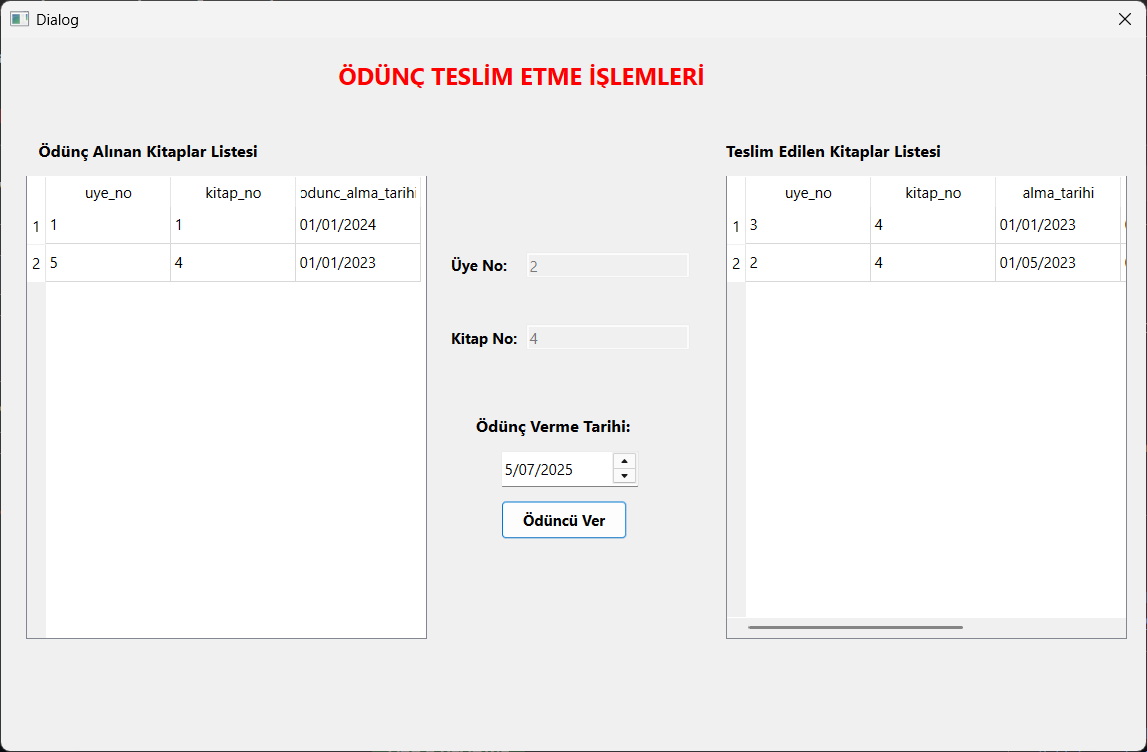 Dialog
ÖDÜNÇ TESLİM ETME İŞLEMLERİ
Ödünç Alınan Kitaplar Listesi
uye_no kitap_no odunc_alma_tarihi
1 1 1 01/01/2024
2 5 4 01/01/2023
Üye No: 2
Kitap No: 4
Ödünç Verme Tarihi:
5/07/2025
Ödüncü Ver
Teslim Edilen Kitaplar Listesi
uye_no kitap_no alma_tarihi
1 3 4 01/01/2023
2 2 4 01/05/2023